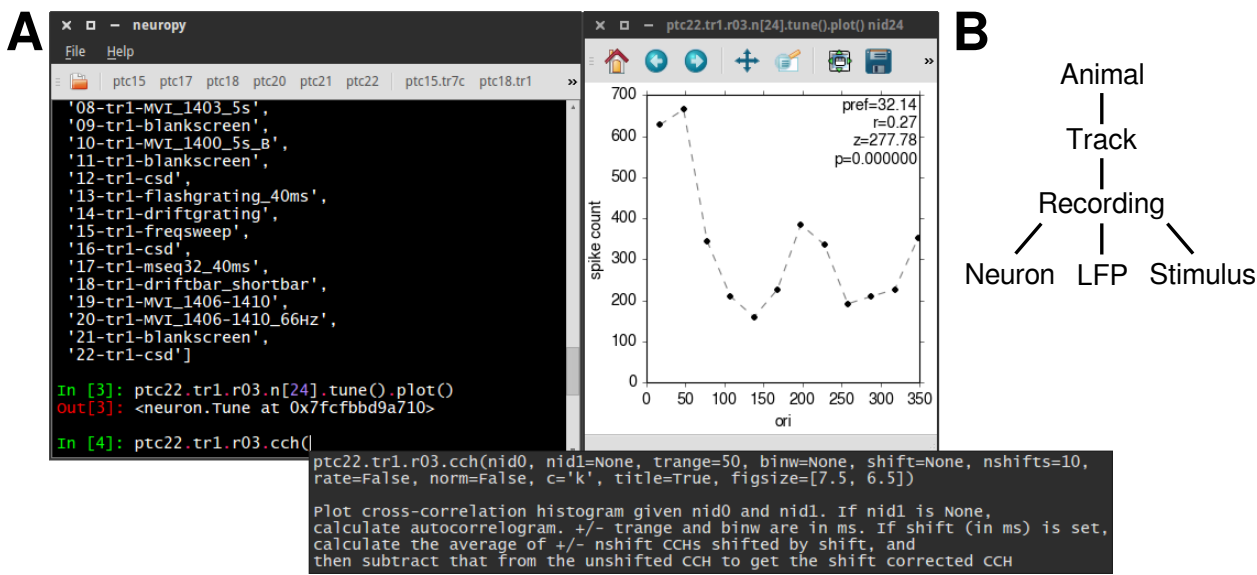 A
neuropy
File Help
ptc15 ptc17 ptc18 ptc20 ptc21 ptc22 ptc15.tr7c ptc18.tr1 »
'08-tr1-MVI_1403_5s',
'09-tr1-blankscreen',
'10-tr1-MVI_1400_5s_B',
'11-tr1-blankscreen',
'12-tr1-csd',
'13-tr1-flashgrating_40ms',
'14-tr1-driftgrating',
'15-tr1-freqsweep',
'16-tr1-csd',
'17-tr1-mseq32_40ms',
'18-tr1-driftbar_shortbar',
'19-tr1-MVI_1406-1410',
'20-tr1-MVI_1406-1410_66Hz',
'21-tr1-blankscreen',
'22-tr1-csd']
In [3]: ptc22.tr1.r03.n[24].tune().plot()
Out[3]: <neuron.Tune at 0x7fcfbbd9a710>
In [4]: ptc22.tr1.r03.cch(
ptc22.tr1.r03.n[24].tune().plot() nid24
»
pref=32.14
r=0.27
z=277.78
p=0.000000
700
600
500
400
300
200
100
0
spike count
0 50 100 150 200 250 300 350
ori
ptc22.tr1.r03.cch(nid0, nid1=None, trange=50, binw=None, shift=None, nshifts=10,
rate=False, norm=False, c='k', title=True, figsize=[7.5, 6.5])
Plot cross-correlation histogram given nid0 and nid1. If nid1 is None,
calculate autocorrelogram. +/- trange and binw are in ms. If shift (in ms) is set,
calculate the average of +/- nshift CCHs shifted by shift, and
then subtract that from the unshifted CCH to get the shift corrected CCH
B
Animal
Track
Recording
Neuron LFP Stimulus